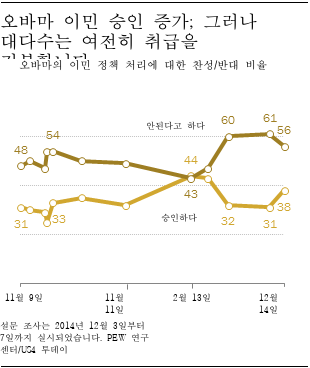 오바마 이민 승인 증가; 그러나
대다수는 여전히 취급을
오바마의 이민 정책 처리에 대한 찬성/반대 비율
안된다고 하다
60
61
56
54
48
44
43
승인하다
38
31
33
32
31
11월 9일
11월
11일
2월 13일
12월
14일
설문 조사는 2014년 12월 3일부터
7일까지 실시되었습니다. PEW 연구
센터/US4 투데이